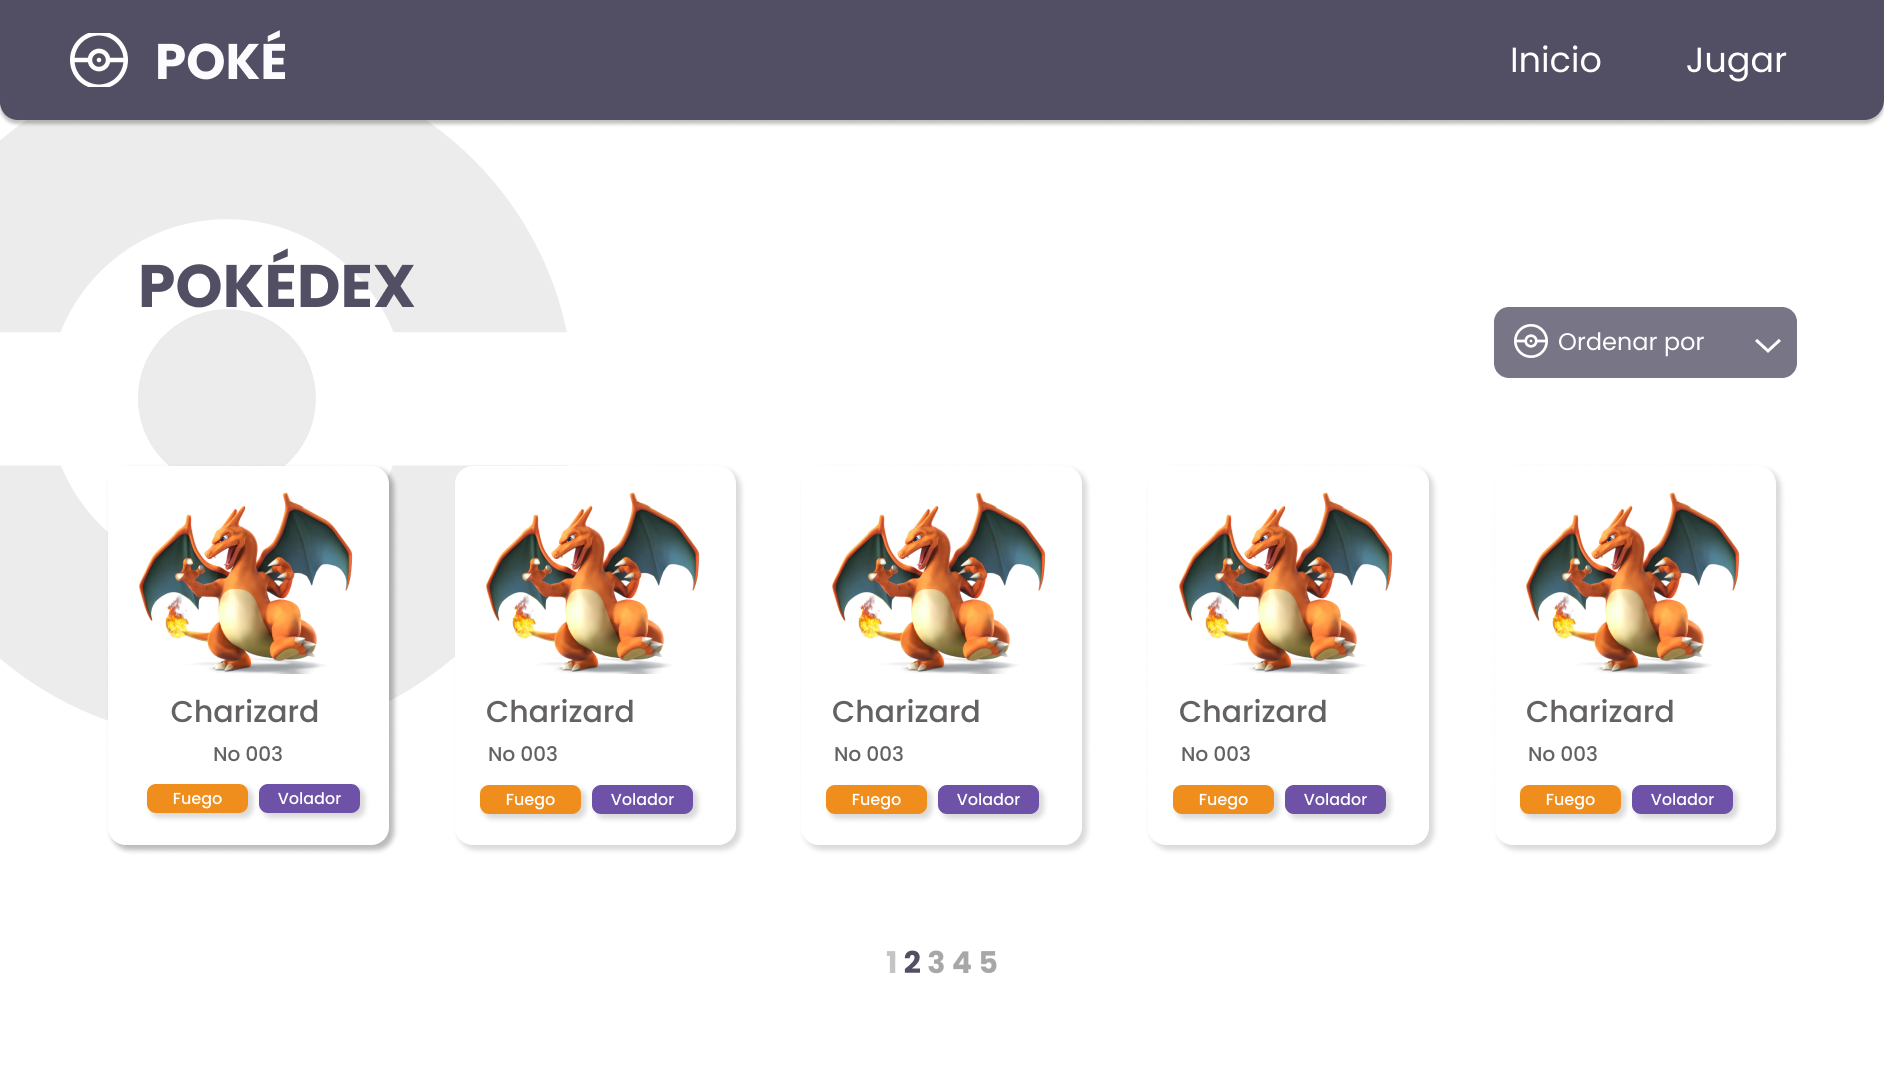 POKÉ
Inicio
Jugar
POKÉDEX
Ordenar por
Charizard
No 003
Fuego Volador
Charizard
No 003
Fuego Volador
Charizard
No 003
Fuego Volador
Charizard
No 003
Fuego Volador
Charizard
No 003
Fuego Volador
1 2 3 4 5